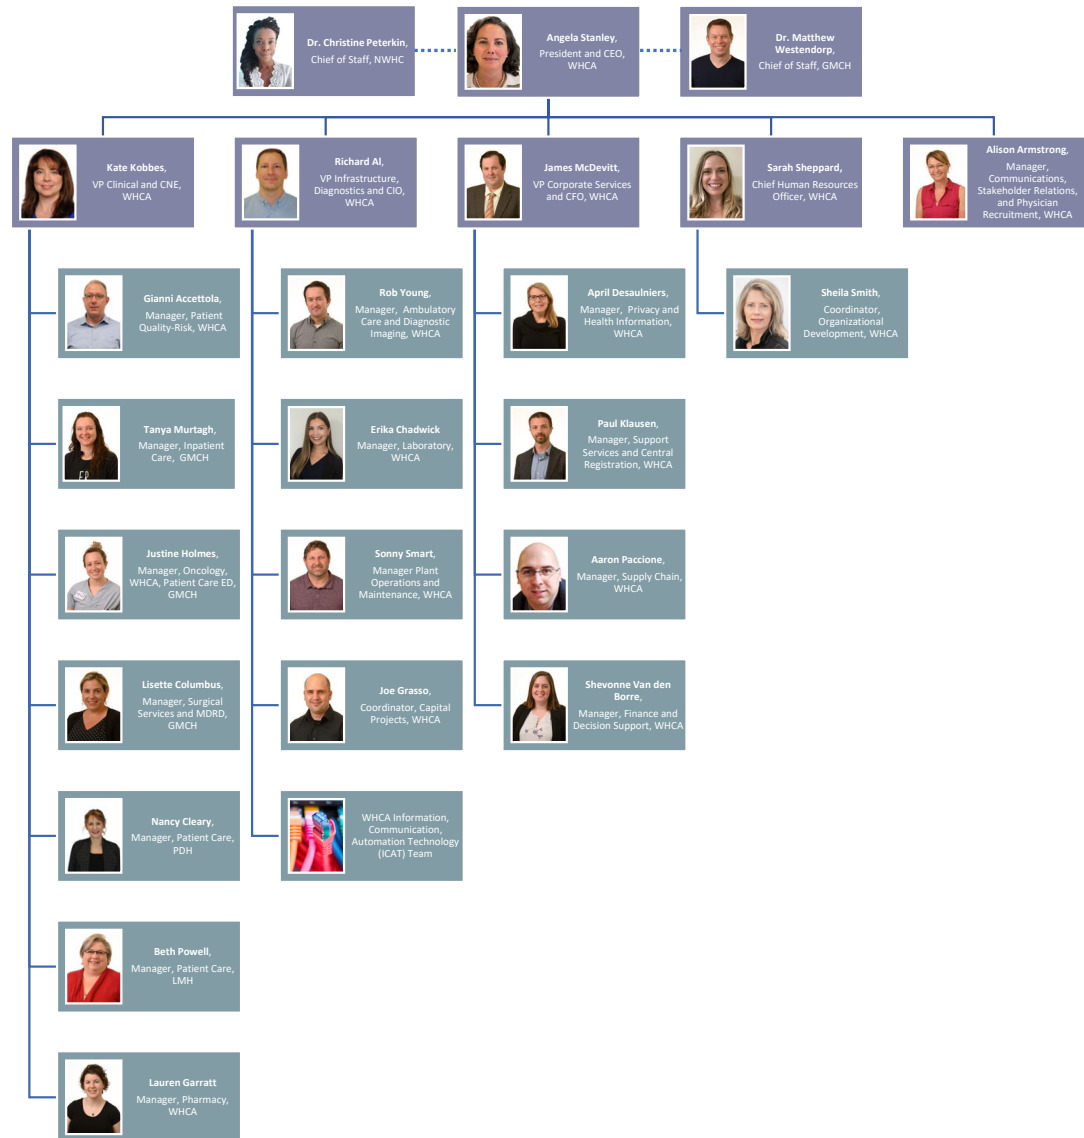 Dr. Christine Peterkin,
Chief of Staff, NWHC
Angela Stanley,
President and CEO,
WHCA
Dr. Matthew
Westendorp,
Chief of Staff, GMCH
Kate Kobbes,
VP Clinical and CNE,
WHCA
Richard Al,
VP Infrastructure,
Diagnostics and CIO,
WHCA
James McDevitt,
VP Corporate Services
and CFO, WHCA
Sarah Sheppard,
Chief Human Resources
Officer, WHCA
Alison Armstrong,
Manager,
Communications,
Stakeholder Relations,
and Physician
Recruitment, WHCA
Gianni Accettola,
Manager, Patient
Quality-Risk, WHCA
Rob Young,
Manager, Ambulatory
Care and Diagnostic
Imaging, WHCA
April Desaulniers,
Manager, Privacy and
Health Information,
WHCA
Sheila Smith,
Coordinator,
Organizational
Development, WHCA
Tanya Murtagh,
Manager, Inpatient
Care, GMCH
Erika Chadwick
Manager, Laboratory,
WHCA
Paul Klausen,
Manager, Support
Services and Central
Registration, WHCA
Justine Holmes,
Manager, Oncology,
WHCA, Patient Care ED,
GMCH
Sonny Smart,
Manager Plant
Operations and
Maintenance, WHCA
Aaron Paccione,
Manager, Supply Chain,
WHCA
Lisette Columbus,
Manager, Surgical
Services and MDRD,
GMCH
Joe Grasso,
Coordinator, Capital
Projects, WHCA
Shevonne Van den
Borre,
Manager, Finance and
Decision Support, WHCA
Nancy Cleary,
Manager, Patient Care,
PDH
WHCA Information,
Communication,
Automation Technology
(ICAT) Team
Beth Powell,
Manager, Patient Care,
LMH
Lauren Garratt
Manager, Pharmacy,
WHCA